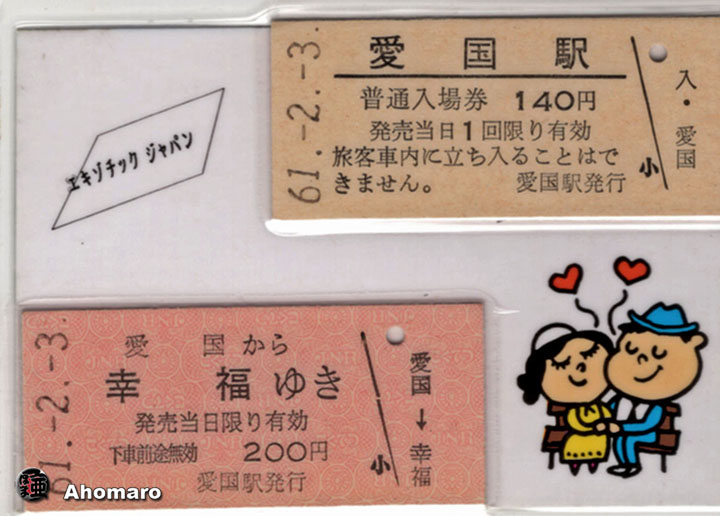 エキゾチック ジャパン
61.-2.-3.
愛国駅
普通入場券 140円
発売当日1回限り有効
旅客車内に立ち入ることはで
きません。 愛国駅発行
小
入・愛国
61.-2.-3.
愛国から
幸福ゆき
発売当日限り有効
下車前途無効 200円
愛国駅発行
小
愛国→幸福
Ahomaro